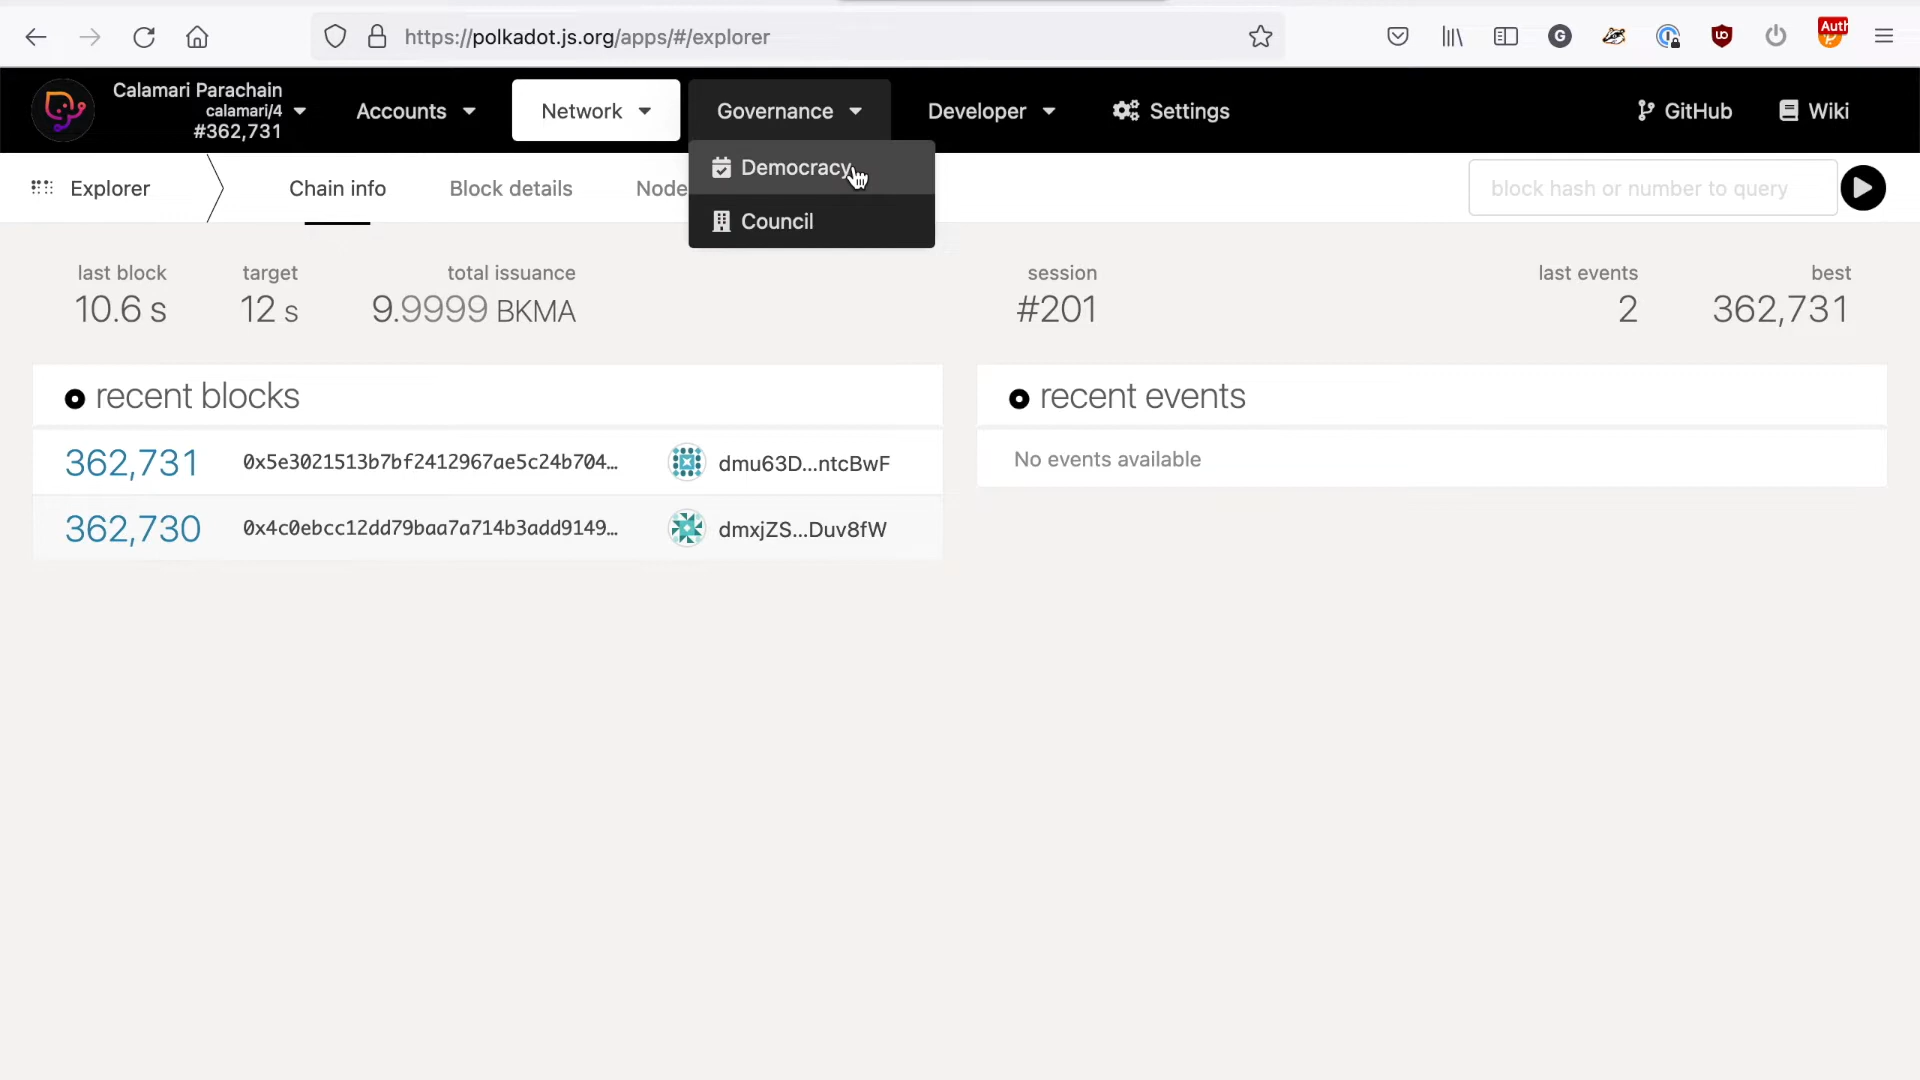 https://polkadot.js.org/apps/#/explorer
Auth
Calamari Parachain
calamari/4
#362,731
Accounts
Network
Governance
Developer
Settings
GitHub
Wiki
Democracy
Council
Explorer
Chain info
Block details
Node
block hash or number to query
last block
10.6 s
target
12 s
total issuance
9.9999 BKMA
session
#201
last events
2
best
362,731
recent blocks
362,731 0x5e3021513b7bf2412967ae5c24b704… dmu63D…ntcBwF
362,730 0x4c0ebcc12dd79baa7a714b3add9149… dmxjZS…Duv8fW
recent events
No events available